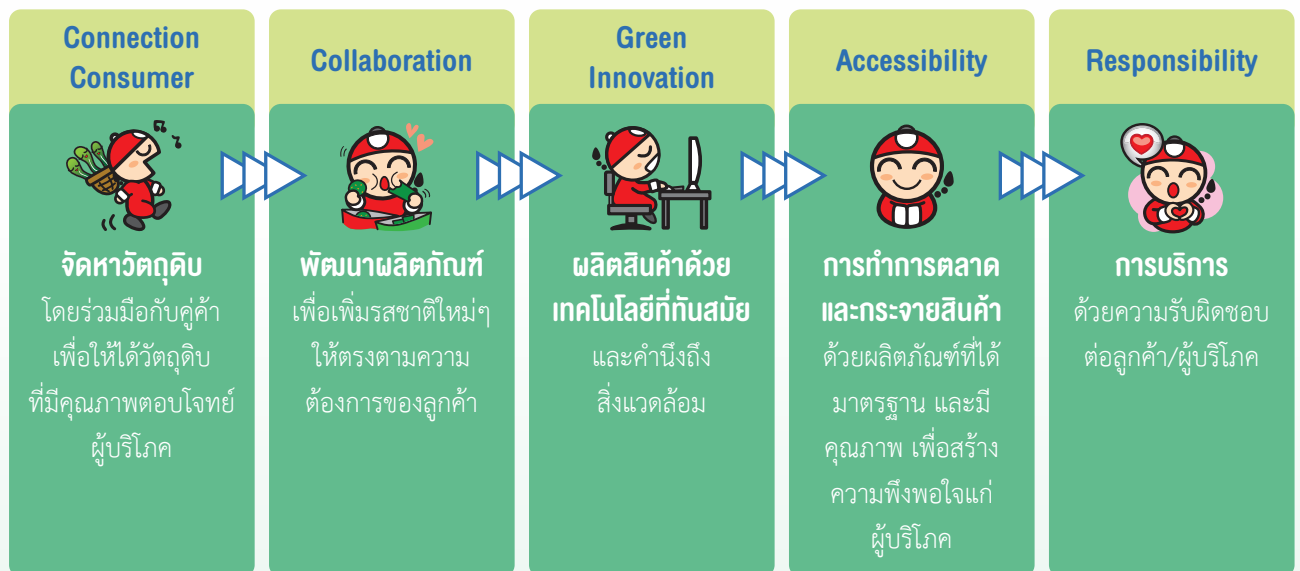 Connection
Consumer
จัดหาวัตถุดิบ
โดยร่วมมือกับคู่ค้า
เพื่อให้ได้วัตถุดิบ
ที่มีคุณภาพตอบโจทย์
ผู้บริโภค
Collaboration
พัฒนาผลิตภัณฑ์
เพื่อเพิ่มรสชาติใหม่ๆ
ให้ตรงตามความ
ต้องการของลูกค้า
Green
Innovation
ผลิตสินค้าด้วย
เทคโนโลยีที่ทันสมัย
และคำนึงถึง
สิ่งแวดล้อม
Accessibility
การทำการตลาด
และกระจายสินค้า
ด้วยผลิตภัณฑ์ที่ได้
มาตรฐาน และมี
คุณภาพ เพื่อสร้าง
ความพึงพอใจแก่
ผู้บริโภค
Responsibility
การบริการ
ด้วยความรับผิดชอบ
ต่อลูกค้า/ผู้บริโภค